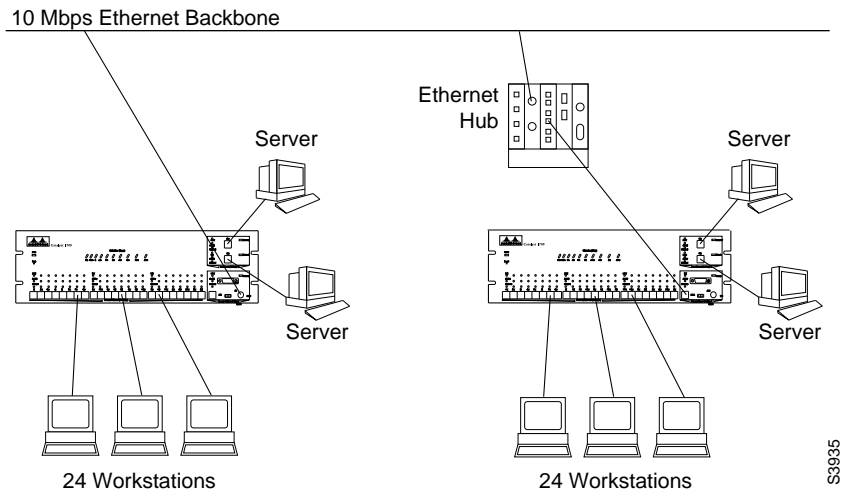 10 Mbps Ethernet Backbone
Ethernet
Hub
Server
Server
Server
Server
24 Workstations
24 Workstations
S3935